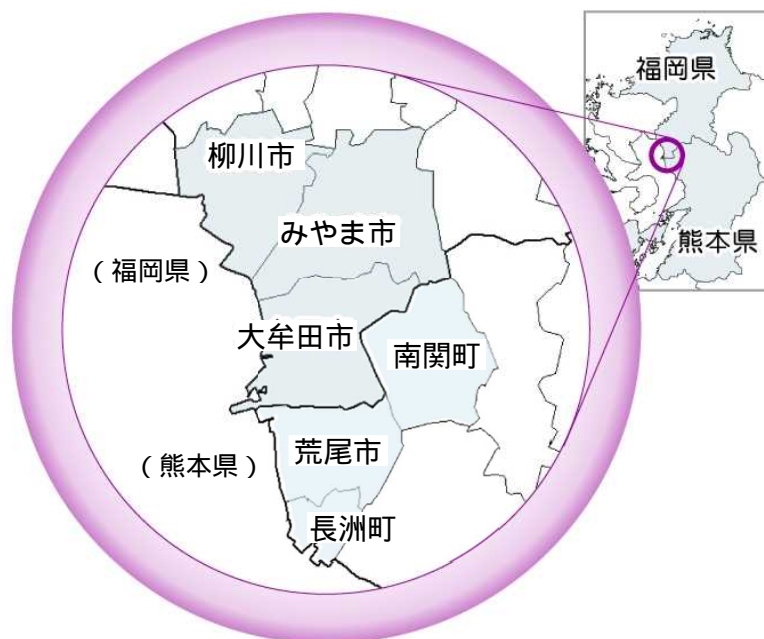 福岡県
熊本県
柳川市
みやま市
（福岡県）
大牟田市
南関町
（熊本県）
荒尾市
長洲町